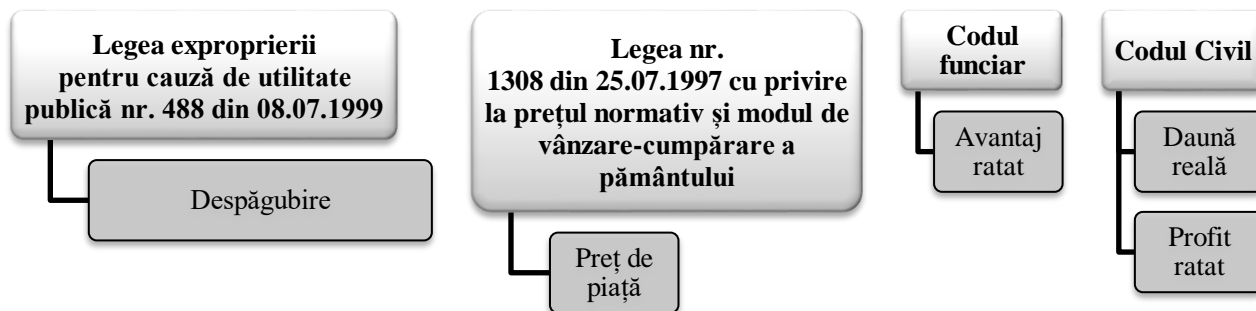 Legea exproprierii
pentru cauză de utilitate
publică nr. 488 din 08.07.1999
Despăgubire
Legea nr.
1308 din 25.07.1997 cu privire
la prețul normativ și modul de
vânzare-cumpărare a
pământului
Preț de
piață
Codul
funciar
Avantaj
ratat
Codul Civil
Daună
reală
Profit
ratat